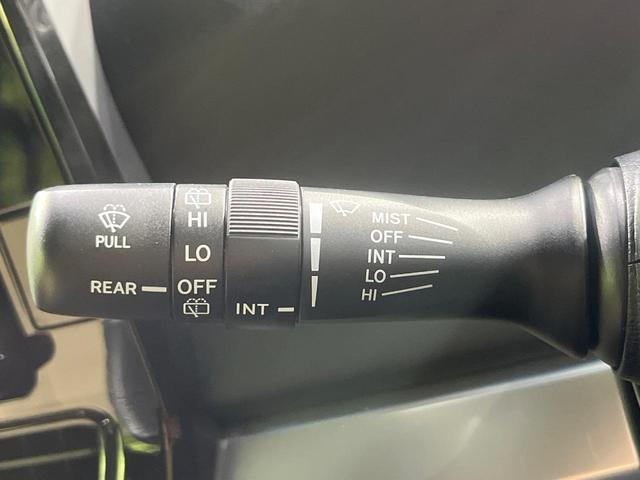 PULL
REAR
HI
LO
OFF
INT
MIST
OFF
INT
LO
HI